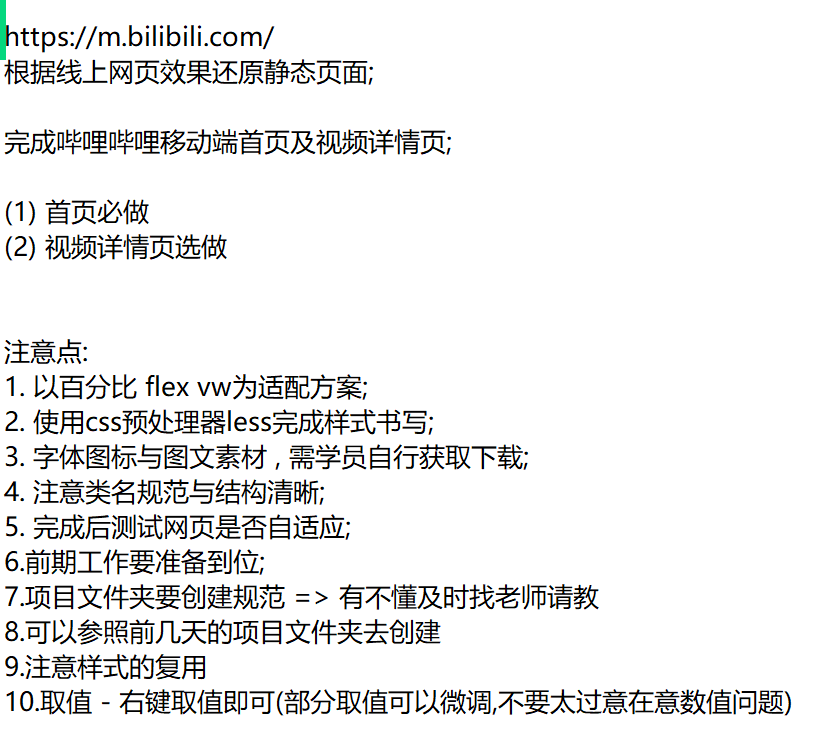 https://m.bilibili.com/
根据线上网页效果还原静态页面;
完成哔哩哔哩移动端首页及视频详情页;
(1) 首页必做
(2) 视频详情页选做
注意点:
1. 以百分比 flex vw为适配方案;
2. 使用css预处理器less完成样式书写;
3. 字体图标与图文素材 , 需学员自行获取下载;
4. 注意类名规范与结构清晰;
5. 完成后测试网页是否自适应;
6.前期工作要准备到位;
7.项目文件夹要创建规范 => 有不懂及时找老师请教
8.可以参照前几天的项目文件夹去创建
9.注意样式的复用
10.取值 - 右键取值即可(部分取值可以微调,不要太过意在意数值问题)